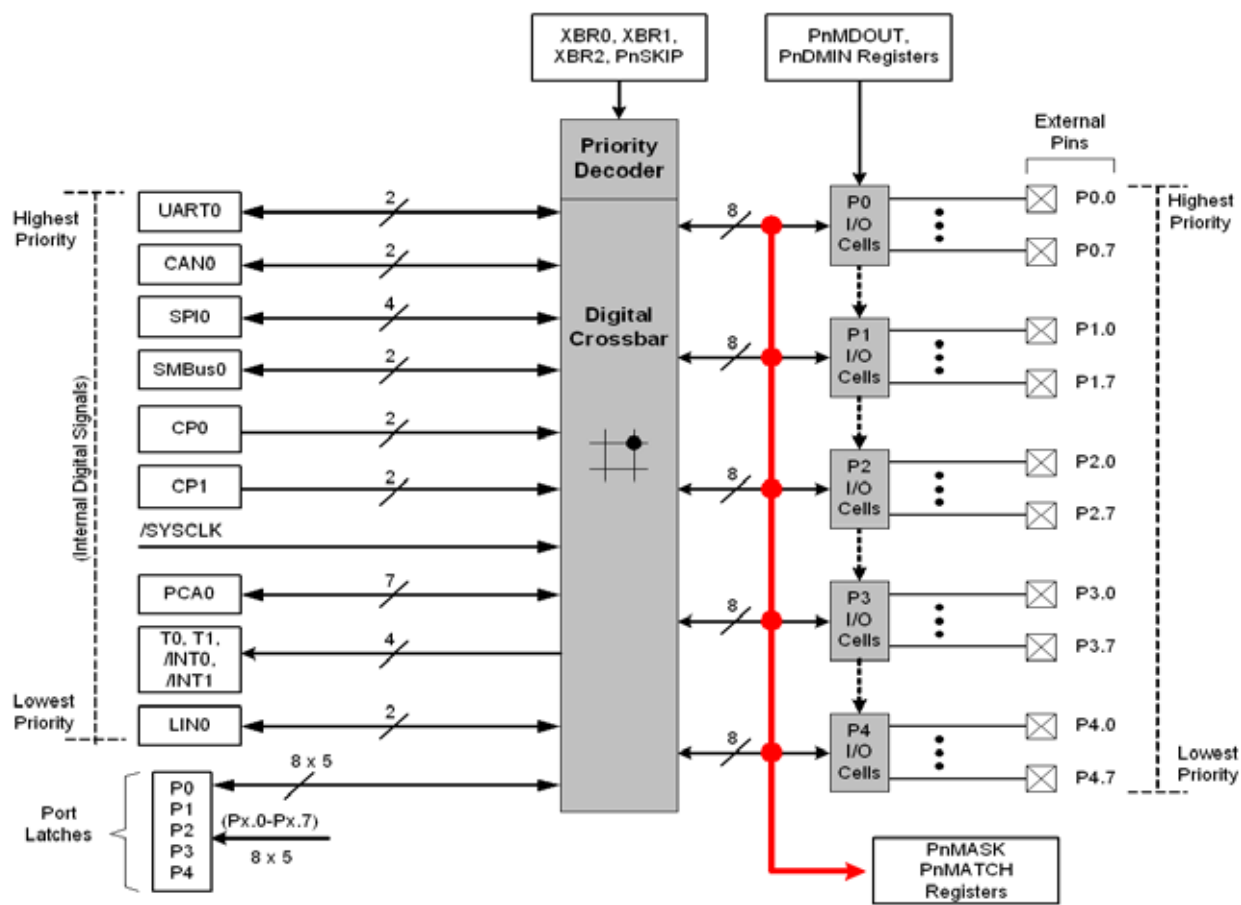 XBR0, XBR1,
XBR2, PnSKIP
PnMDOUT,
PnDMIN Registers
External
Pins
Priority
Decoder
Digital
Crossbar
Highest
Priority
(Internal Digital Signals)
Lowest
Priority
UART0
2
CAN0
2
SPI0
4
SMBus0
2
CP0
2
CP1
2
/SYSCLK
PCA0
7
T0, T1,
/INT0,
/INT1
4
LIN0
2
Port
Latches
P0
P1
P2
P3
P4
8 x 5
(Px.0-Px.7)
8 x 5
8
P0
I/O
Cells
P0.0
P0.7
8
P1
I/O
Cells
P1.0
P1.7
8
P2
I/O
Cells
P2.0
P2.7
8
P3
I/O
Cells
P3.0
P3.7
8
P4
I/O
Cells
P4.0
P4.7
Highest
Priority
Lowest
Priority
PnMASK
PnMATCH
Registers